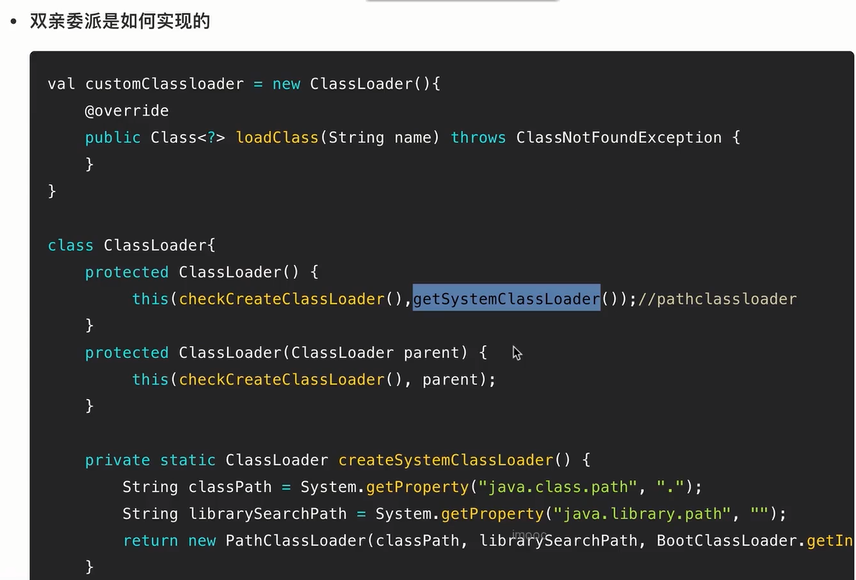 • 双亲委派是如何实现的
val customClassloader = new ClassLoader(){
    @override
    public Class<?> loadClass(String name) throws ClassNotFoundException {
    }
}
class ClassLoader{
    protected ClassLoader() {
         this(checkCreateClassLoader(),getSystemClassLoader());//pathclassloader
    }
    protected ClassLoader(ClassLoader parent) {
         this(checkCreateClassLoader(), parent);
    }
    private static ClassLoader createSystemClassLoader() {
        String classPath = System.getProperty("java.class.path", ".");
        String librarySearchPath = System.getProperty("java.library.path", "");
        return new PathClassLoader(classPath, librarySearchPath, BootClassLoader.getIn
    }